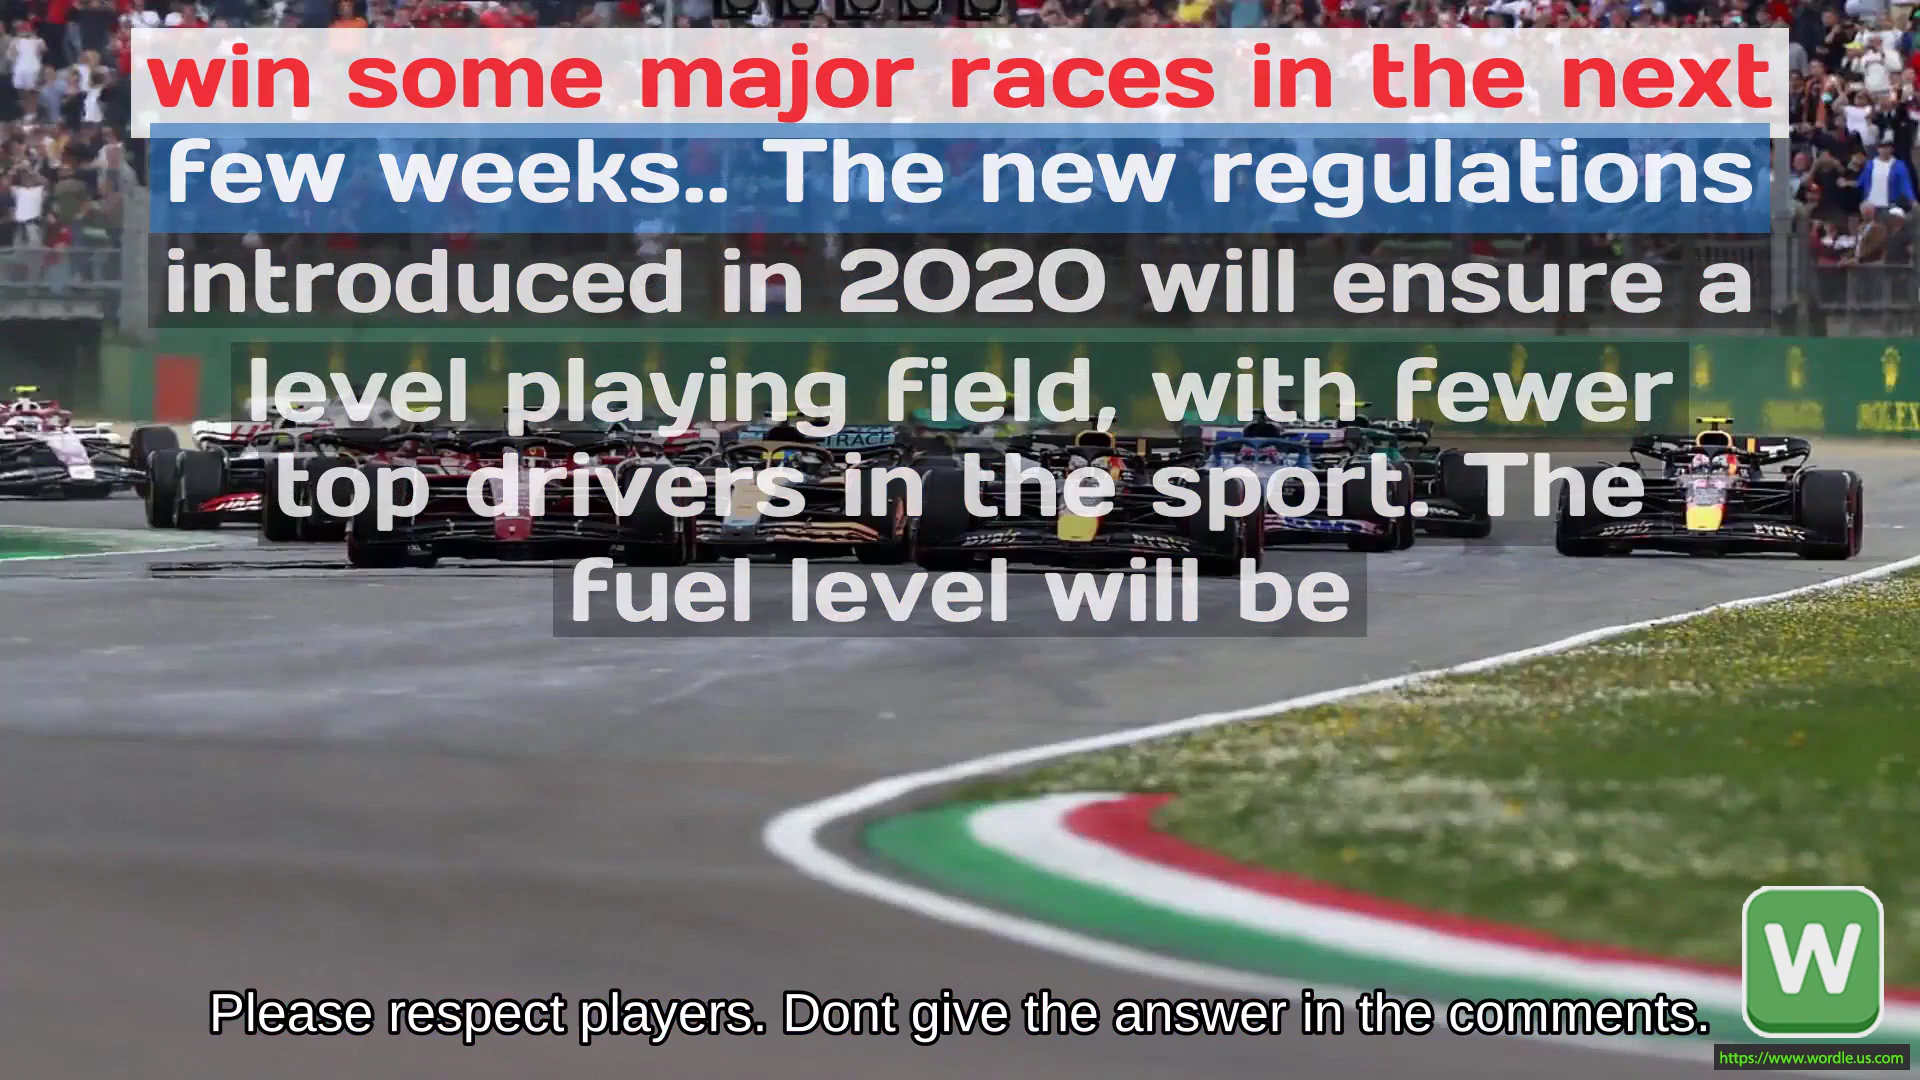 win some major races in the next
few weeks.. The new regulations
introduced in 2020 will ensure a
level playing field, with fewer
top drivers in the sport. The
fuel level will be
ROLEX
Please respect players. Dont give the answer in the comments.
W
https://www.wordle.us.com